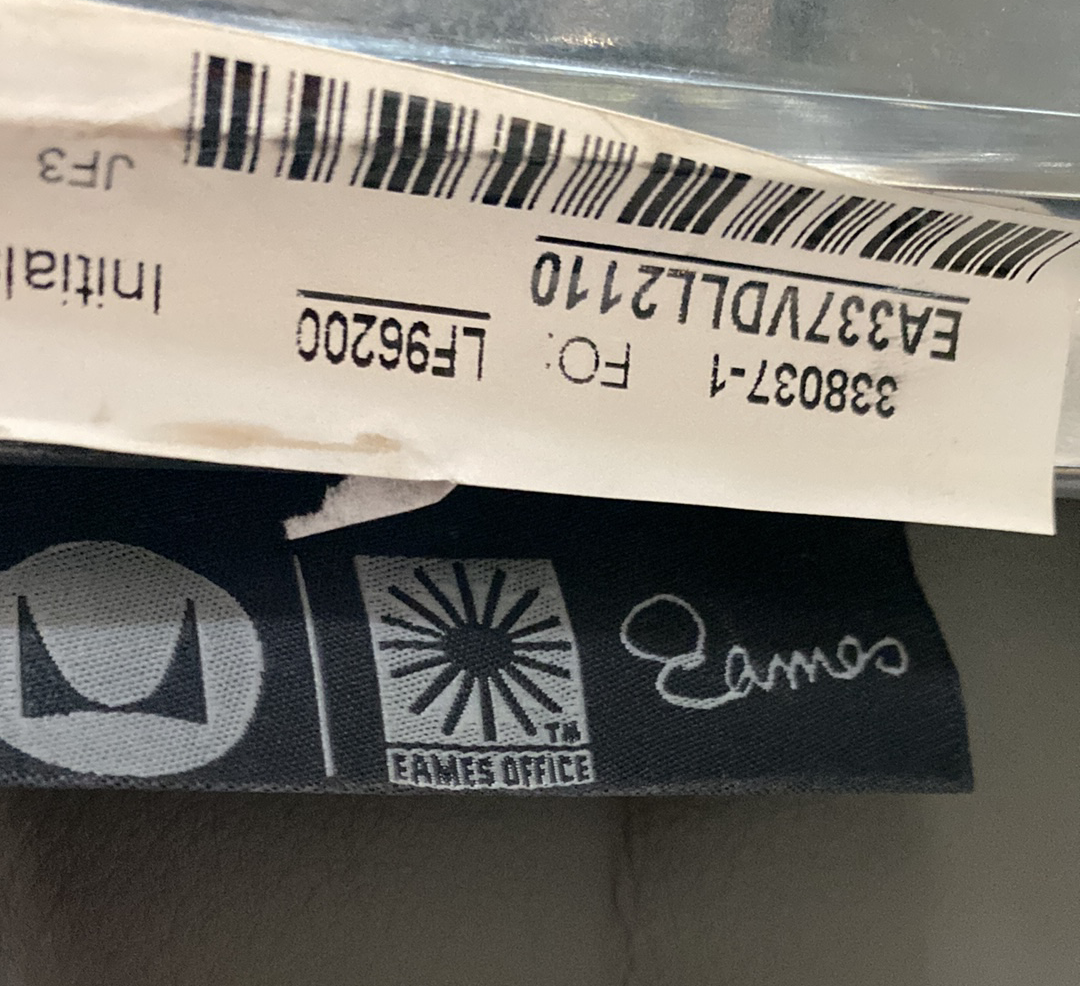 338037-1 FO: LF9620C
EA337VDLL2110
Initial
JF3
TM
EAMES OFFICE
Eames